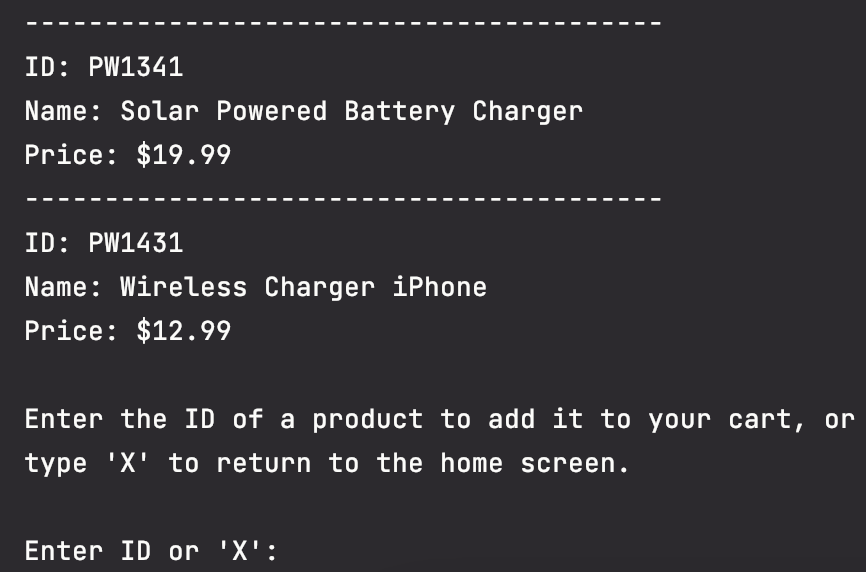 ----------------------------------------
ID: PW1341
Name: Solar Powered Battery Charger
Price: $19.99
----------------------------------------
ID: PW1431
Name: Wireless Charger iPhone
Price: $12.99
Enter the ID of a product to add it to your cart, or
type 'X' to return to the home screen.
Enter ID or 'X':